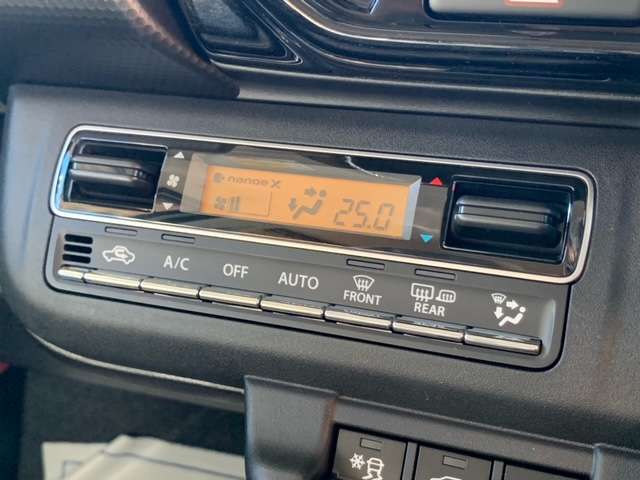 nanoe X
25.0
A/C
OFF
AUTO
FRONT
REAR